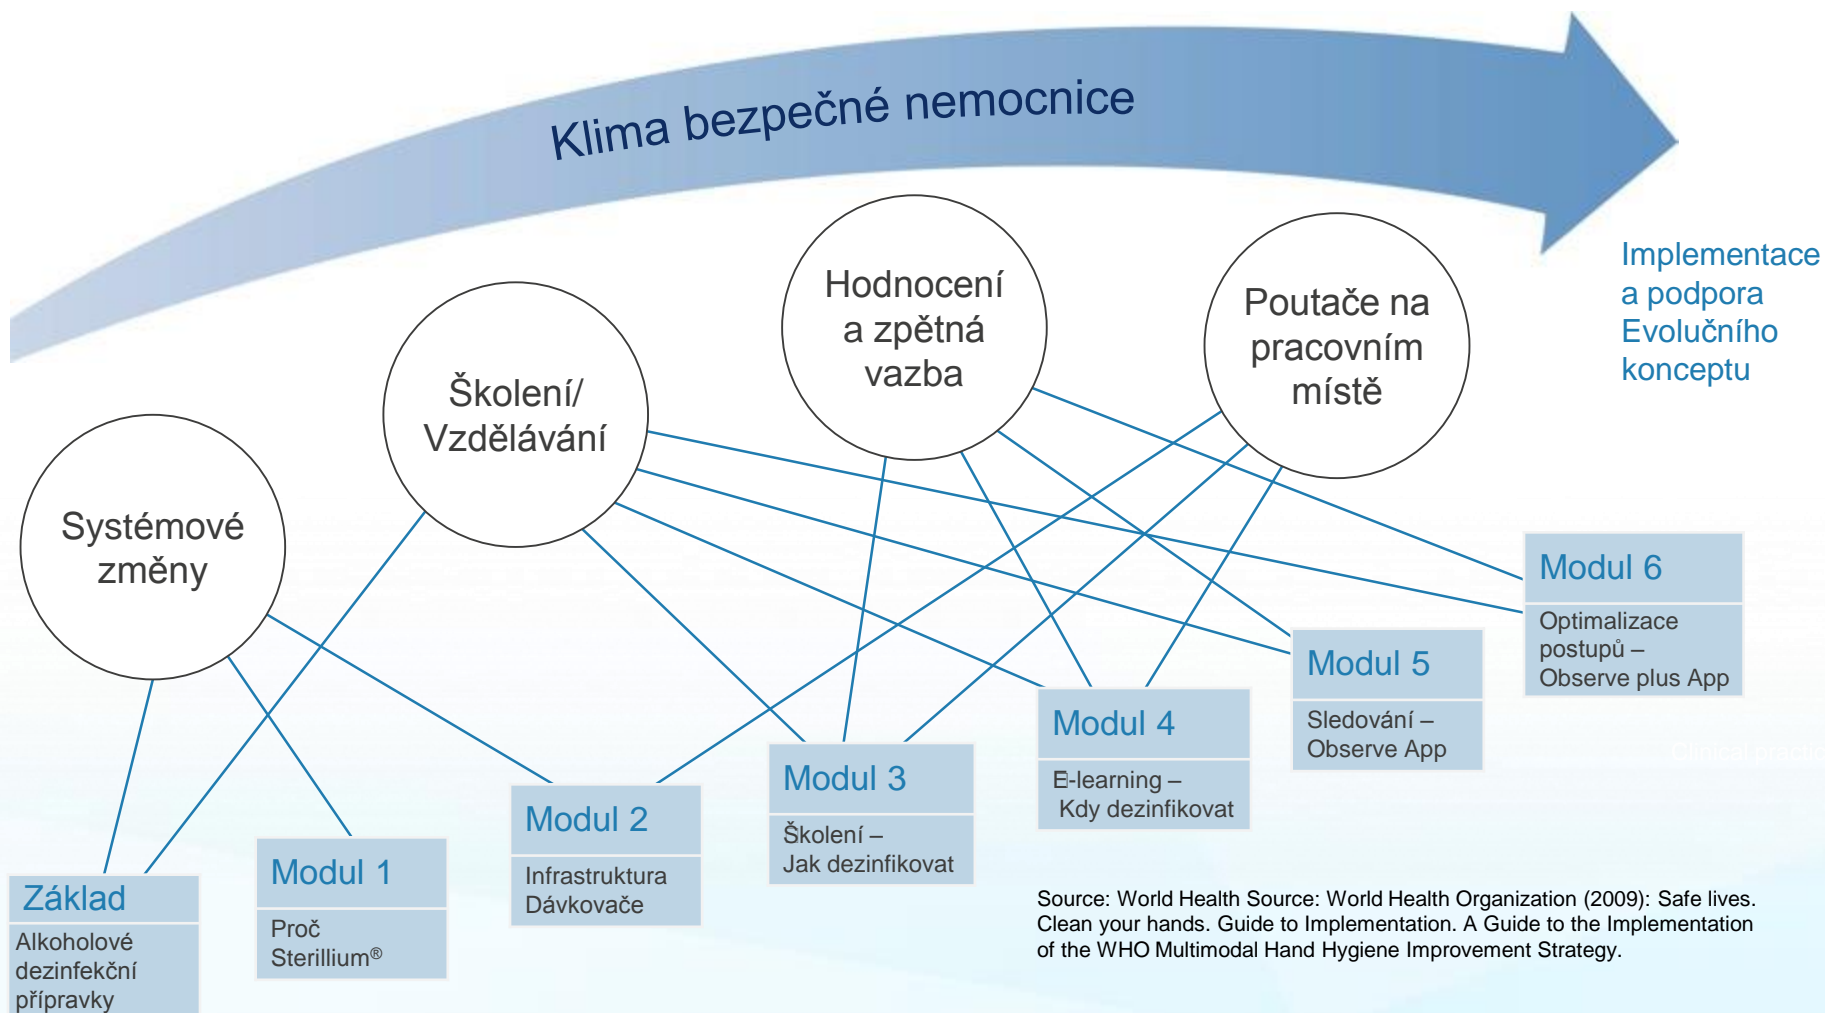 Klima bezpečné nemocnice
Implementace
a podpora
Evolučního
konceptu
Hodnocení
a zpětná
vazba
Poutače na
pracovním
místě
Školení/
Vzdělávání
Systémové
změny
Modul 6
Optimalizace
postupů –
Observe plus App
Modul 5
Sledování –
Observe App
Modul 4
E-learning –
Kdy dezinfikovat
Modul 3
Školení –
Jak dezinfikovat
Modul 2
Infrastruktura
Dávkovače
Modul 1
Proč
Sterillium®
Základ
Alkoholové
dezinfekční
přípravky
Clinical practic
Source: World Health Source: World Health Organization (2009): Safe lives.
Clean your hands. Guide to Implementation. A Guide to the Implementation
of the WHO Multimodal Hand Hygiene Improvement Strategy.